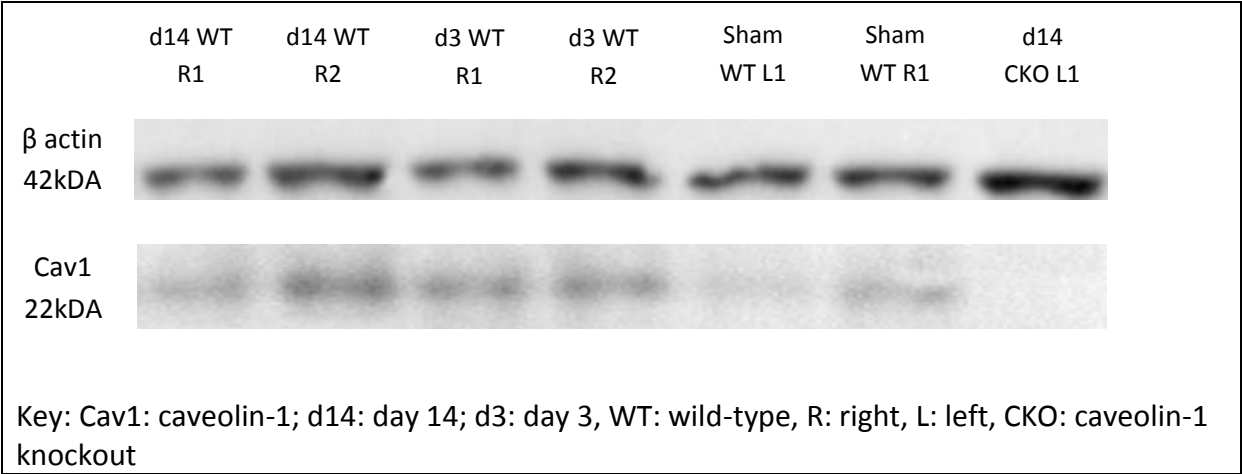 d14 WT d14 WT d3 WT d3 WT Sham Sham d14
R1 R2 R1 R2 WT L1 WT R1 CKO L1
β actin
42kDA
Cav1
22kDA
Key: Cav1: caveolin-1; d14: day 14; d3: day 3, WT: wild-type, R: right, L: left, CKO: caveolin-1
knockout